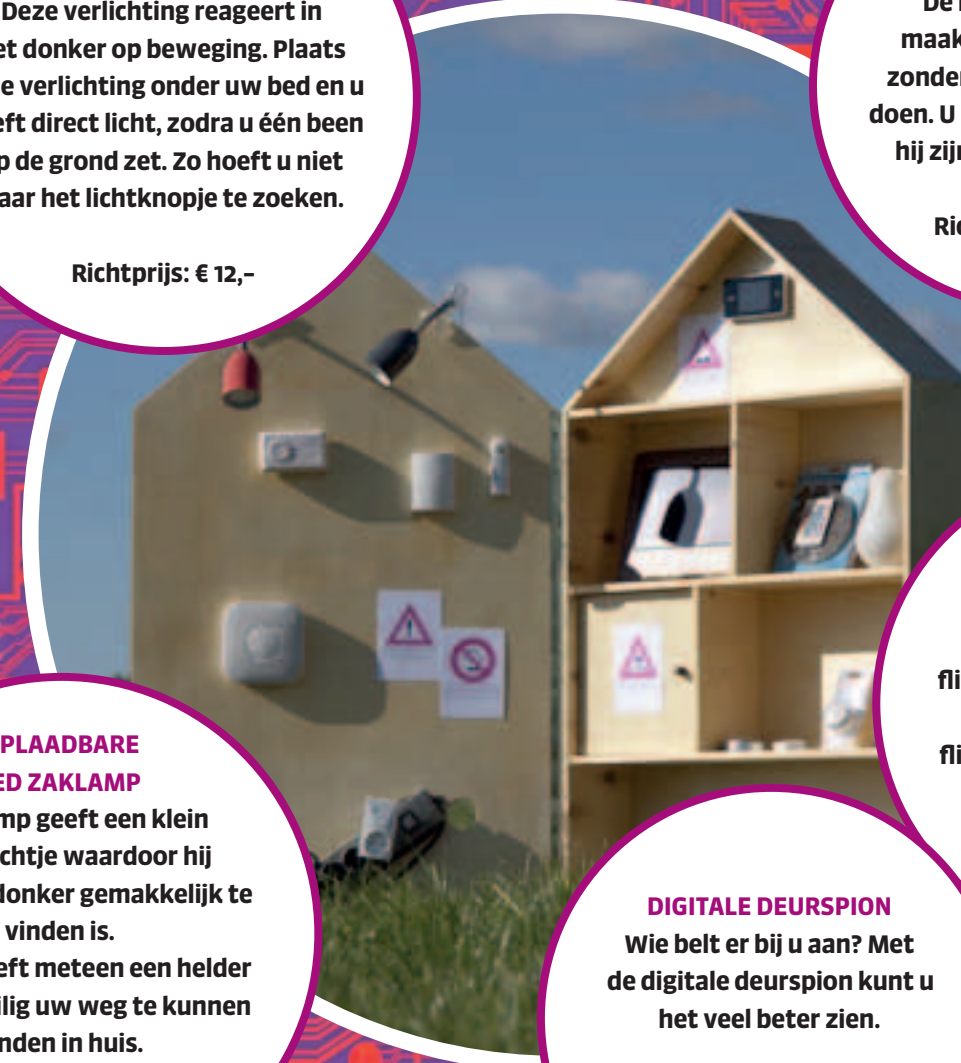 Deze verlichting reageert in
et donker op beweging. Plaats
e verlichting onder uw bed en u
eft direct licht, zodra u één been
p de grond zet. Zo hoeft u niet
aar het lichtknopje te zoeken.
Richtprijs: € 12,–
De
maak
zonder
doen. U
hij zijn
Ric
fli
fli
PLAADBARE
ED ZAKLAMP
mp geeft een klein
chtje waardoor hij
donker gemakkelijk te
vinden is.
eft meteen een helder
ilig uw weg te kunnen
nden in huis.
DIGITALE DEURSPION
Wie belt er bij u aan? Met
de digitale deurspion kunt u
het veel beter zien.